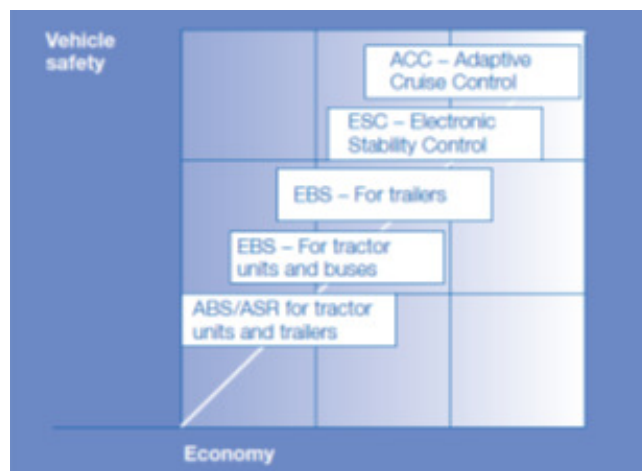 Vehicle
safety
ACC – Adaptive
Cruise Control
ESC – Electronic
Stability Control
EBS – For trailers
EBS – For tractor
units and buses
ABS/ASR for tractor
units and trailers
Economy